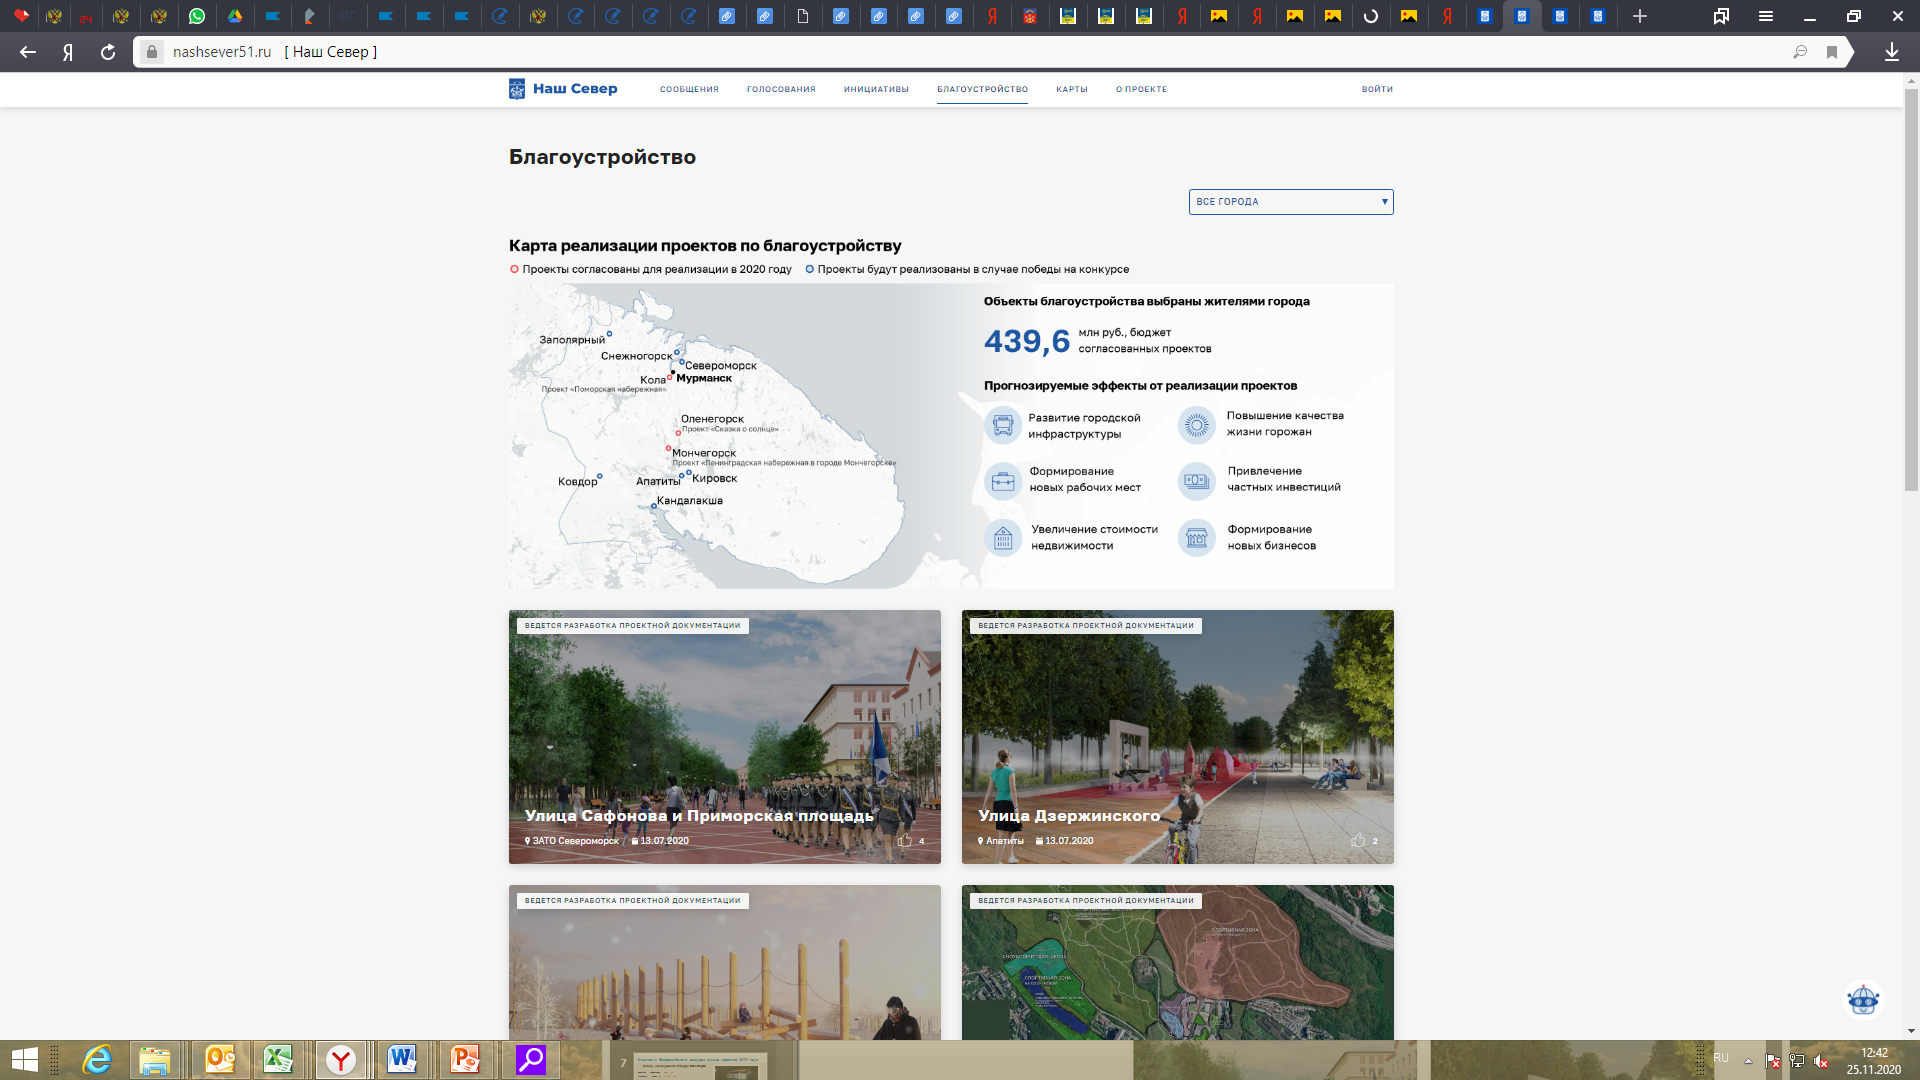 nashsever51.ru [ Наш Север ]
Наш Север
СООБЩЕНИЯ
ГОЛОСОВАНИЯ
ИНИЦИАТИВЫ
БЛАГОУСТРОЙСТВО
КАРТЫ
О ПРОЕКТЕ
ВОЙТИ
Благоустройство
ВСЕ ГОРОДА
Карта реализации проектов по благоустройству
Проекты согласованы для реализации в 2020 году
Проекты будут реализованы в случае победы на конкурсе
Заполярный
Снежногорск
Североморск
Кола
Мурманск
Проект «Поморская набережная»
Оленегорск
Проект «Сказка о солнце»
Мончегорск
Проект «Ленинградская набережная в городе Мончегорске»
Ковдор
Апатиты
Кировск
Кандалакша
Объекты благоустройства выбраны жителями города
439,6
млн руб., бюджет
согласованных проектов
Прогнозируемые эффекты от реализации проектов
Развитие городской
инфраструктуры
Повышение качества
жизни горожан
Формирование
новых рабочих мест
Привлечение
частных инвестиций
Увеличение стоимости
недвижимости
Формирование
новых бизнесов
ВЕДЕТСЯ РАЗРАБОТКА ПРОЕКТНОЙ ДОКУМЕНТАЦИИ
Улица Сафонова и Приморская площадь
ЗАТО Североморск / 13.07.2020
4
ВЕДЕТСЯ РАЗРАБОТКА ПРОЕКТНОЙ ДОКУМЕНТАЦИИ
Улица Дзержинского
Апатиты 13.07.2020
2
ВЕДЕТСЯ РАЗРАБОТКА ПРОЕКТНОЙ ДОКУМЕНТАЦИИ
ВЕДЕТСЯ РАЗРАБОТКА ПРОЕКТНОЙ ДОКУМЕНТАЦИИ
СПОРТИВНАЯ ЗОНА
СПОРТИВНАЯ ЗОНА
7
RU
12:42
25.11.2020